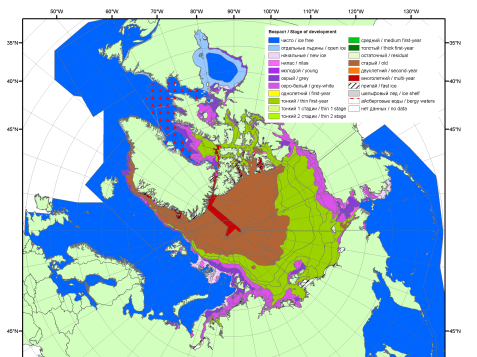 50°W 60°W 70°W 80°W 90°W 100°W 110°W 120°W 130°W
35°N
40°N
45°N
Возраст / Stage of development
чисто / ice free
отдельные льдины / open ice
начальные / new ice
нилас / nilas
молодой / young
серый / grey
серо-белый / grey-white
однолетний / first-year
тонкий / thin first-year
тонкий 1 стадии / thin 1 stage
тонкий 2 стадии / thin 2 stage
средний / medium first-year
толстый / thick first-year
остаточный / residual
старый / old
двухлетний / second-year
многолетний / multi-year
припай / fast ice
шельфовый лед / ice shelf
айсберговые воды / bergy waters
нет данных / no data
35°N
40°N
45°N
45°N
45°N